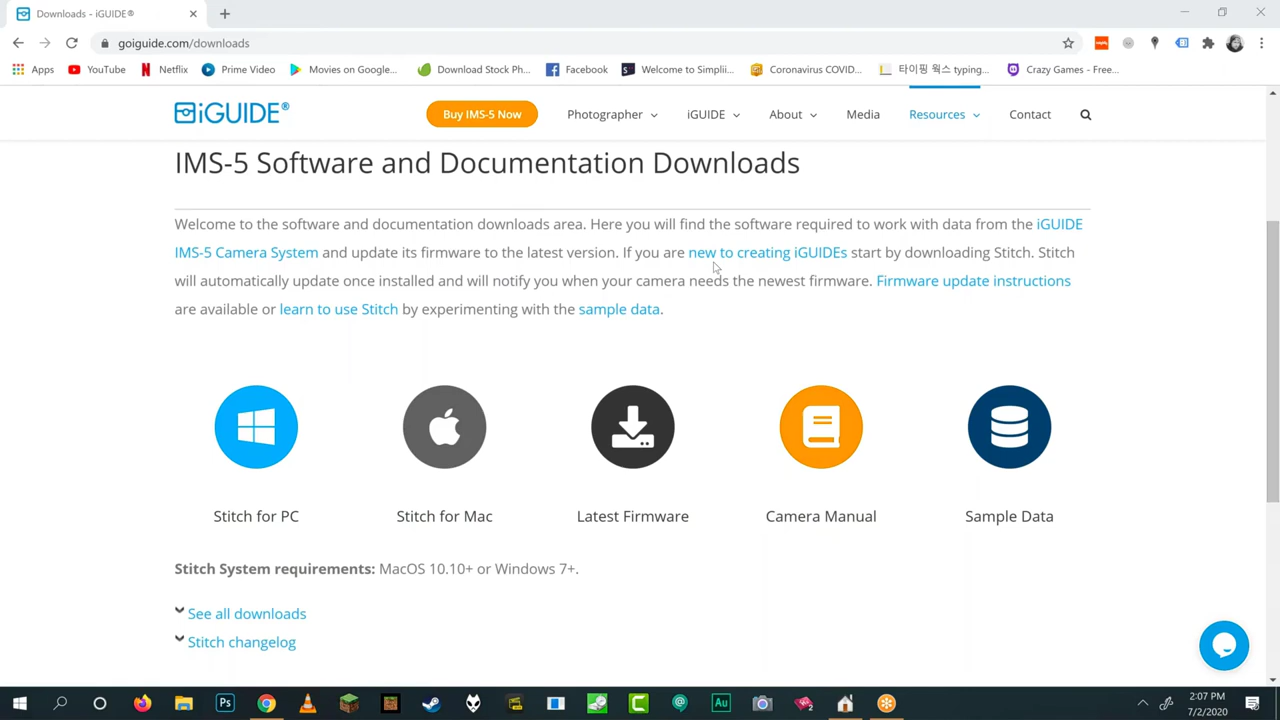 Downloads - iGUIDE®
goiguide.com/downloads
Apps YouTube Netflix Prime Video Movies on Google... Download Stock Ph... Facebook Welcome to Simplii... Coronavirus COVID... 타이핑 웍스 typing... Crazy Games - Free...
iGUIDE® Buy IMS-5 Now Photographer iGUIDE About Media Resources Contact
IMS-5 Software and Documentation Downloads
Welcome to the software and documentation downloads area. Here you will find the software required to work with data from the iGUIDE
IMS-5 Camera System and update its firmware to the latest version. If you are new to creating iGUIDEs start by downloading Stitch. Stitch
will automatically update once installed and will notify you when your camera needs the newest firmware. Firmware update instructions
are available or learn to use Stitch by experimenting with the sample data.
Stitch for PC Stitch for Mac Latest Firmware Camera Manual Sample Data
Stitch System requirements: MacOS 10.10+ or Windows 7+.
See all downloads
Stitch changelog
Ps Au 2:07 PM
7/2/2020